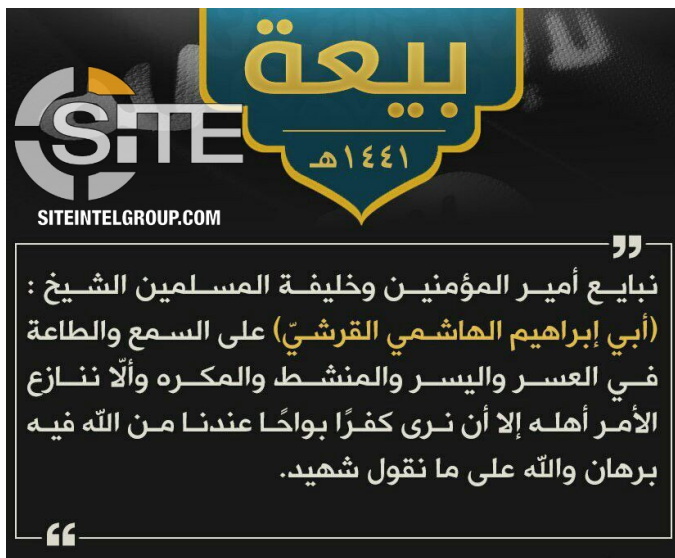 بيعة
١٤٤١هـ
SITE
SITEINTELGROUP.COM
نبايع أمير المؤمنين وخليفة المسلمين الشيخ :
(أبي إبراهيم الهاشمي القرشيّ) على السمع والطاعة
في العسر واليسر والمنشط والمكره وألّا ننازع
الأمر أهله إلا أن نرى كفرًا بواحًا عندنا من الله فيه
برهان والله على ما نقول شهيد.